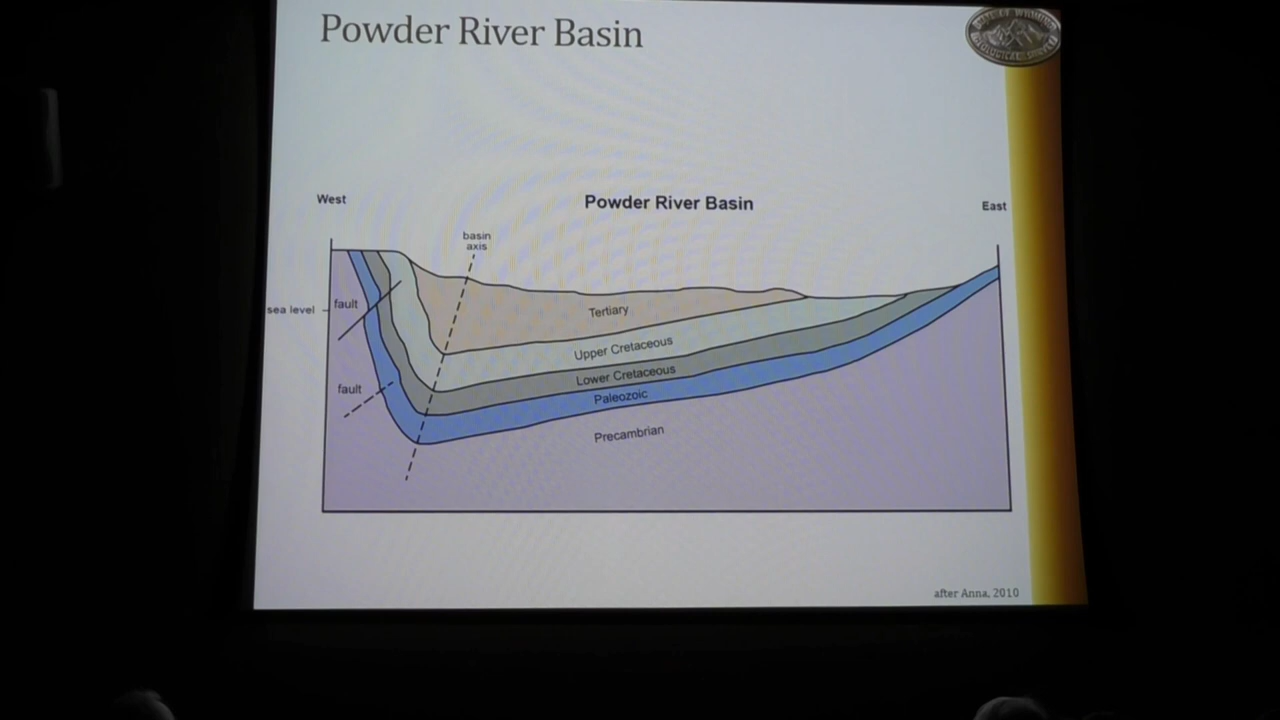 Powder River Basin
West
Powder River Basin
East
basin
axis
fault
sea level
Tertiary
Upper Cretaceous
Lower Cretaceous
fault
Paleozoic
Precambrian
after Anna, 2010